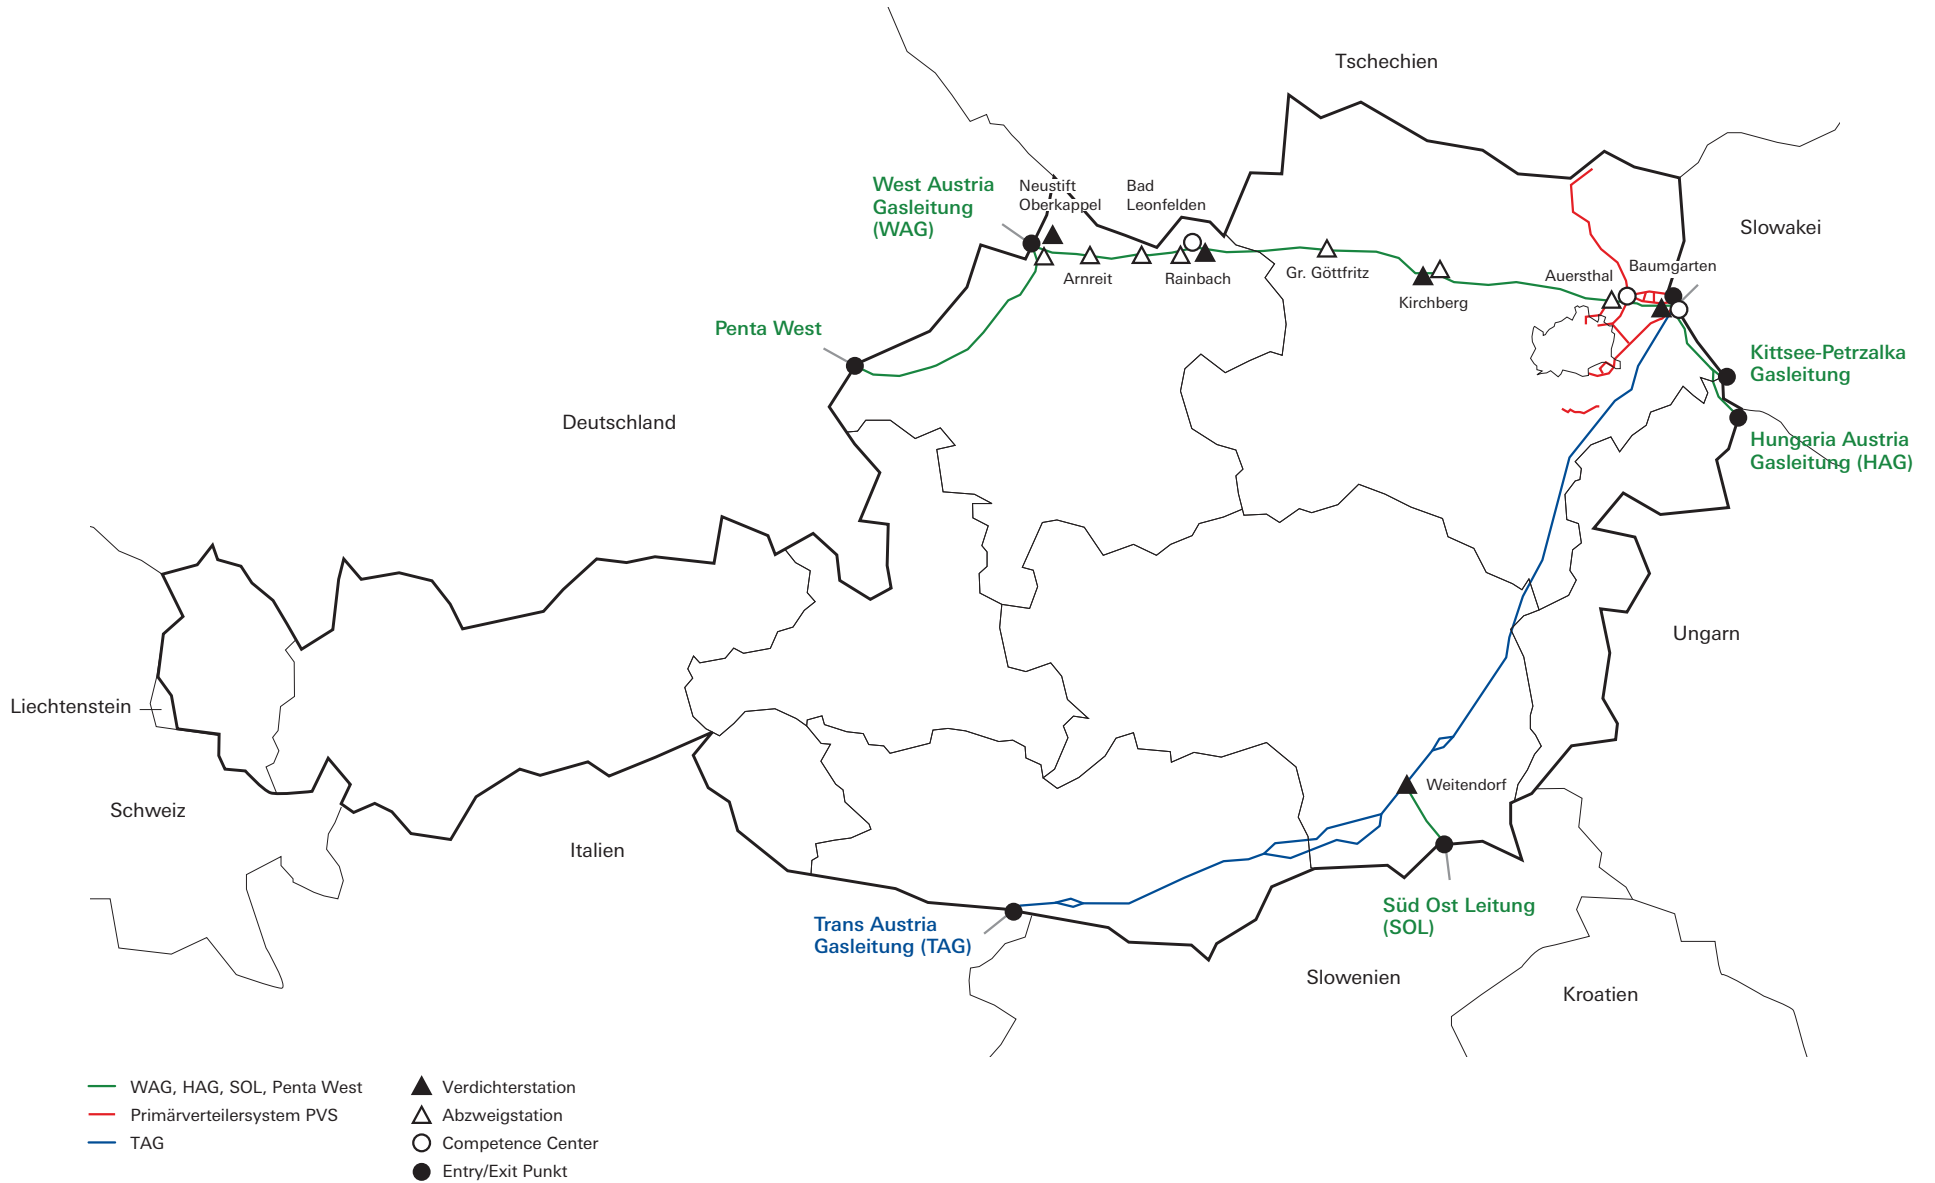 Tschechien
West Austria
Gasleitung
(WAG)
Neustift
Oberkappel
Bad
Leonfelden
Slowakei
Arnreit
Rainbach
Gr. Göttfritz
Kirchberg
Auersthal
Baumgarten
Penta West
Kittsee-Petrzalka
Gasleitung
Deutschland
Hungaria Austria
Gasleitung (HAG)
Ungarn
Liechtenstein
Schweiz
Italien
Weitendorf
Trans Austria
Gasleitung (TAG)
Süd Ost Leitung
(SOL)
Slowenien
Kroatien
WAG, HAG, SOL, Penta West
Primärverteilersystem PVS
TAG
Verdichterstation
Abzweigstation
Competence Center
Entry/Exit Punkt